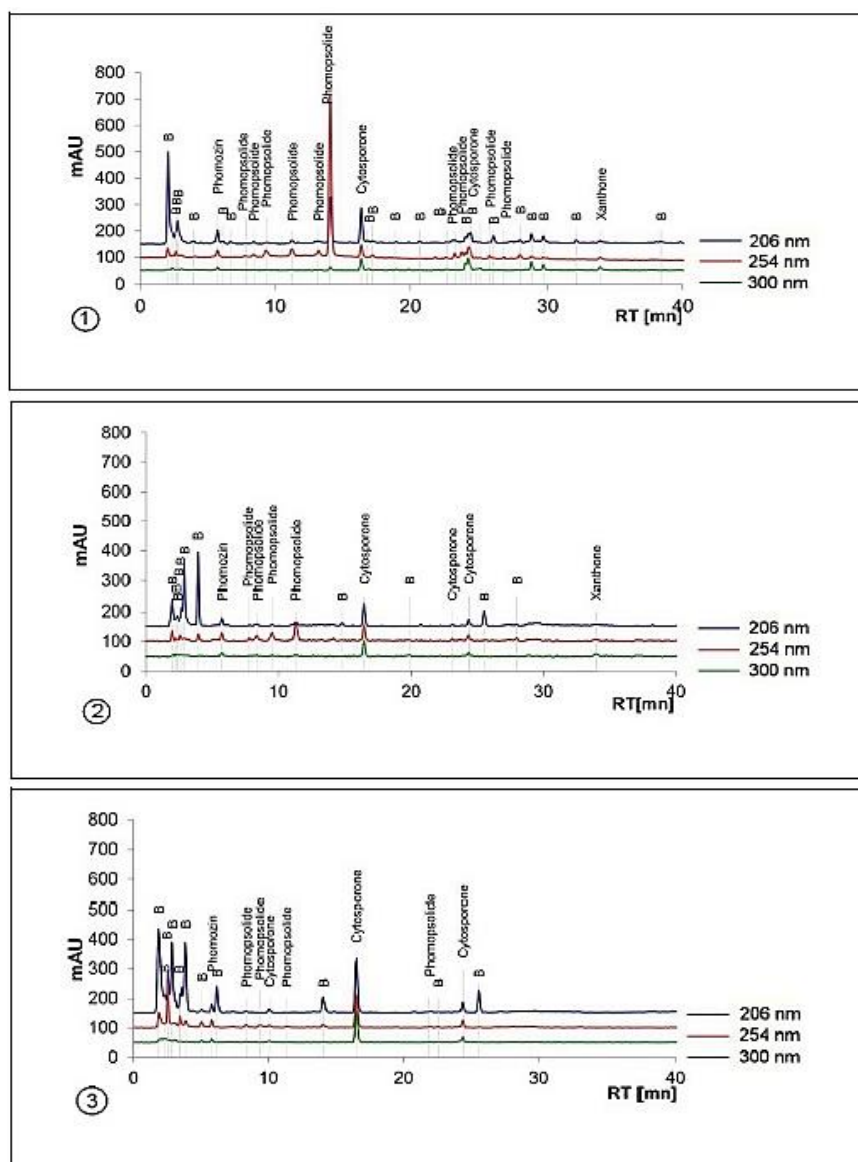 800
700
600
500
400
300
200
100
0
mAU
B
B
B
B
B
Phomozin
B
B
Phomopsolide
Phomopsolide
Phomopsolide
Phomopsolide
Phomopsolide
Phomopsolide
Cytosporone
B
B
B
B
B
B
Phomopsolide
Phomopsolide
B
Cytosporone
B
Phomopsolide
B
Phomopsolide
B
B
B
B
Xanthone
B
0 10 20 30 40
RT [mn]
206 nm
254 nm
300 nm
1
800
700
600
500
400
300
200
100
0
mAU
B
B
B
B
B
B
Phomozin
Phomopsolide
Phomopsolide
Phomopsolide
Phomopsolide
B
Cytosporone
B
Cytosporone
Cytosporone
B
B
Xanthone
0 10 20 30 40
RT[mn]
206 nm
254 nm
300 nm
2
800
700
600
500
400
300
200
100
0
mAU
B
B
B
B
B
B
Phomozin
B
Phomopsolide
Phomopsolide
Cytosporone
Phomopsolide
B
Cytosporone
Phomopsolide
B
Cytosporone
B
0 10 20 30 40
RT [mn]
206 nm
254 nm
300 nm
3